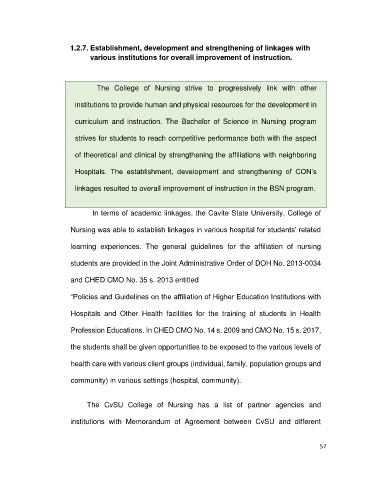 1.2.7. Establishment, development and strengthening of linkages with
various institutions for overall improvement of instruction.
The College of Nursing strive to progressively link with other
institutions to provide human and physical resources for the development in
curriculum and instruction. The Bachelor of Science in Nursing program
strives for students to reach competitive performance both with the aspect
of theoretical and clinical by strengthening the affiliations with neighboring
Hospitals. The establishment, development and strengthening of CON's
linkages resulted to overall improvement of instruction in the BSN program.
In terms of academic linkages, the Cavite State University, College of
Nursing was able to establish linkages in various hospital for students' related
learning experiences. The general guidelines for the affiliation of nursing
students are provided in the Joint Administrative Order of DOH No. 2013-0034
and CHED CMO No. 35 s. 2013 entitled
“Policies and Guidelines on the affiliation of Higher Education Institutions with
Hospitals and Other Health facilities for the training of students in Health
Profession Educations. In CHED CMO No. 14 s. 2009 and CMO No. 15 s. 2017,
the students shall be given opportunities to be exposed to the various levels of
health care with various client groups (individual, family, population groups and
community) in various settings (hospital, community).
The CvSU College of Nursing has a list of partner agencies and
institutions with Memorandum of Agreement between CvSU and different
57